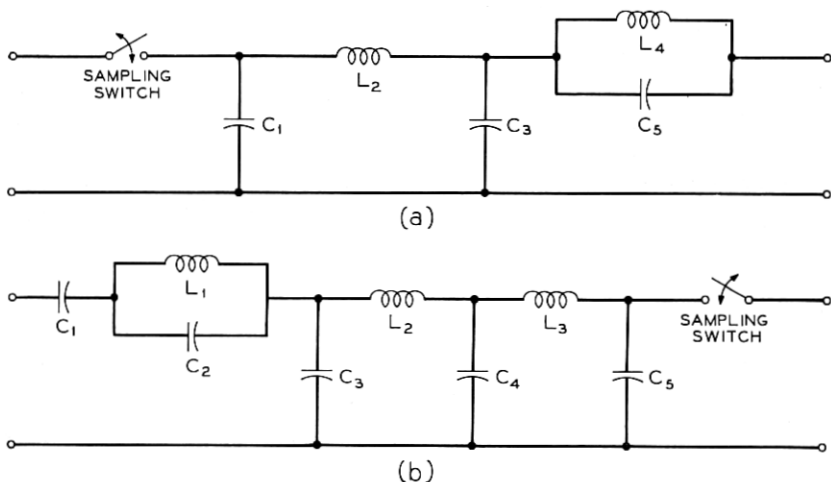 L4
SAMPLING
SWITCH
L2
C1
C3
C5
(a)
L1
C1
C2
L2
L3
SAMPLING
SWITCH
C3
C4
C5
(b)